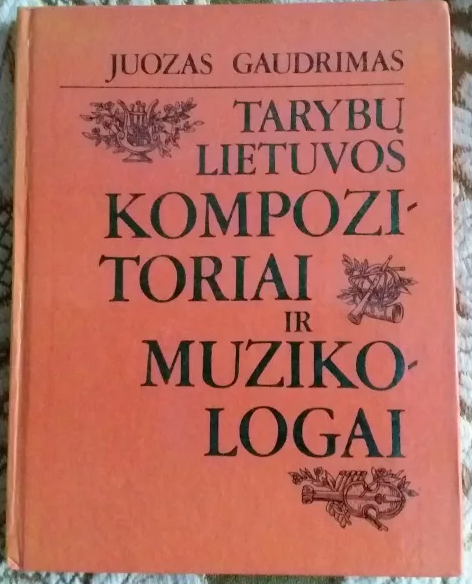 JUOZAS GAUDRIMAS
TARYBŲ
LIETUVOS
KOMPOZI-
TORIAI
IR
MUZIKO-
LOGAI